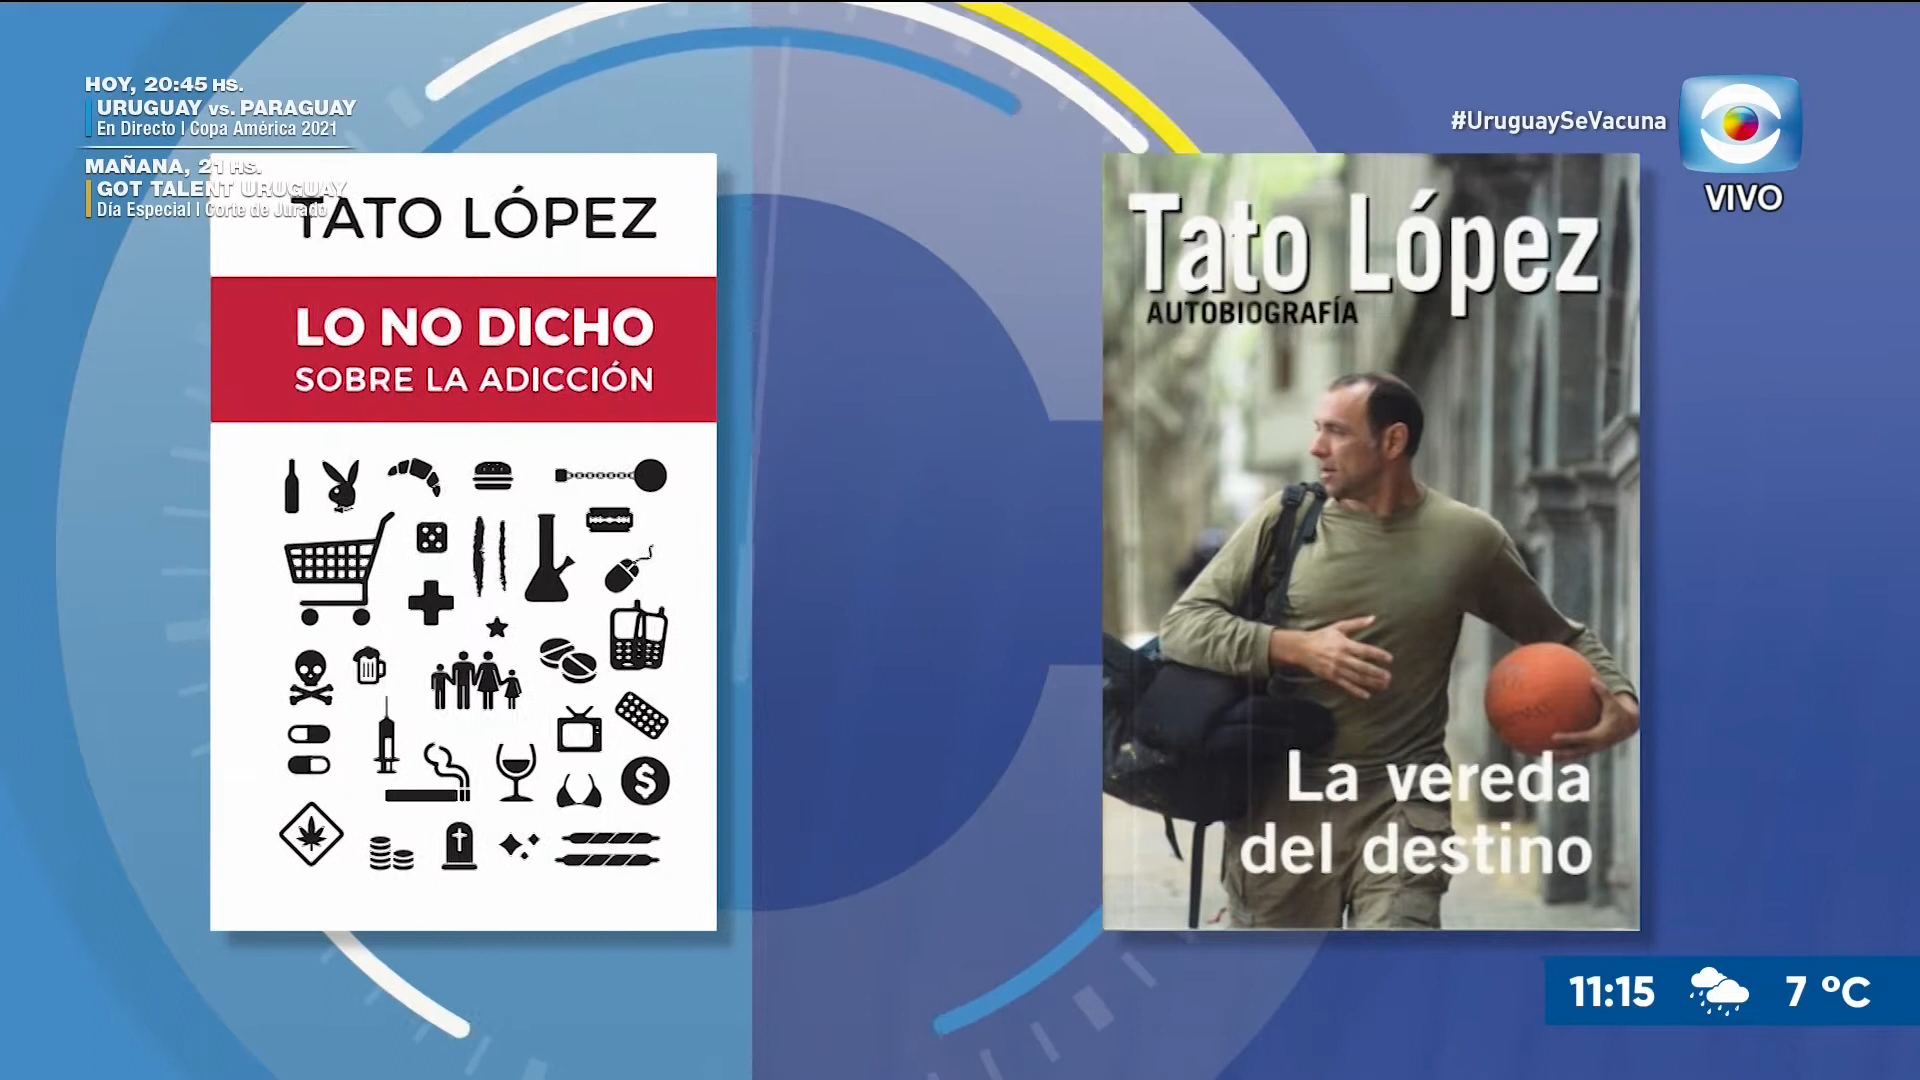 HOY, 20:45 HS.
URUGUAY vs. PARAGUAY
En Directo | Copa América 2021
MAÑANA, 21 HS.
GOT TALENT URUGUAY
Día Especial | Corte de Jurado
#UruguaySeVacuna
VIVO
TATO LÓPEZ
LO NO DICHO
SOBRE LA ADICCIÓN
$
Tato López
AUTOBIOGRAFÍA
La vereda
del destino
11:15 7 °C